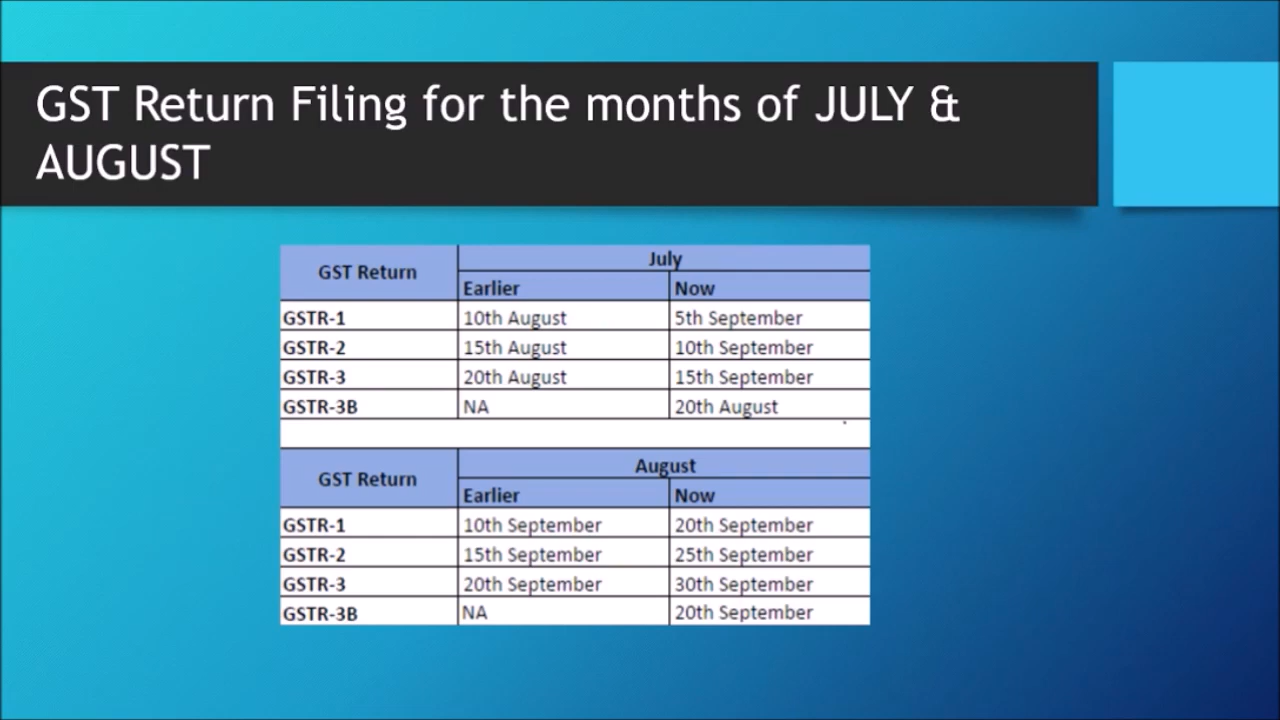 GST Return Filing for the months of JULY &
AUGUST
GST Return July
Earlier Now
GSTR-1 10th August 5th September
GSTR-2 15th August 10th September
GSTR-3 20th August 15th September
GSTR-3B NA 20th August
GST Return August
Earlier Now
GSTR-1 10th September 20th September
GSTR-2 15th September 25th September
GSTR-3 20th September 30th September
GSTR-3B NA 20th September